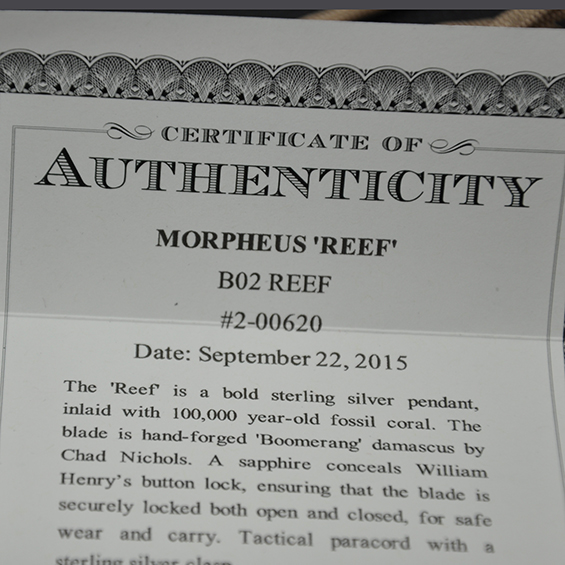 CERTIFICATE OF
AUTHENTICITY
MORPHEUS 'REEF'
B02 REEF
#2-00620
Date: September 22, 2015
The 'Reef' is a bold sterling silver pendant,
inlaid with 100,000 year-old fossil coral. The
blade is hand-forged 'Boomerang' damascus by
Chad Nichols. A sapphire conceals William
Henry's button lock, ensuring that the blade is
securely locked both open and closed, for safe
wear and carry. Tactical paracord with a
sterling silver clasp.